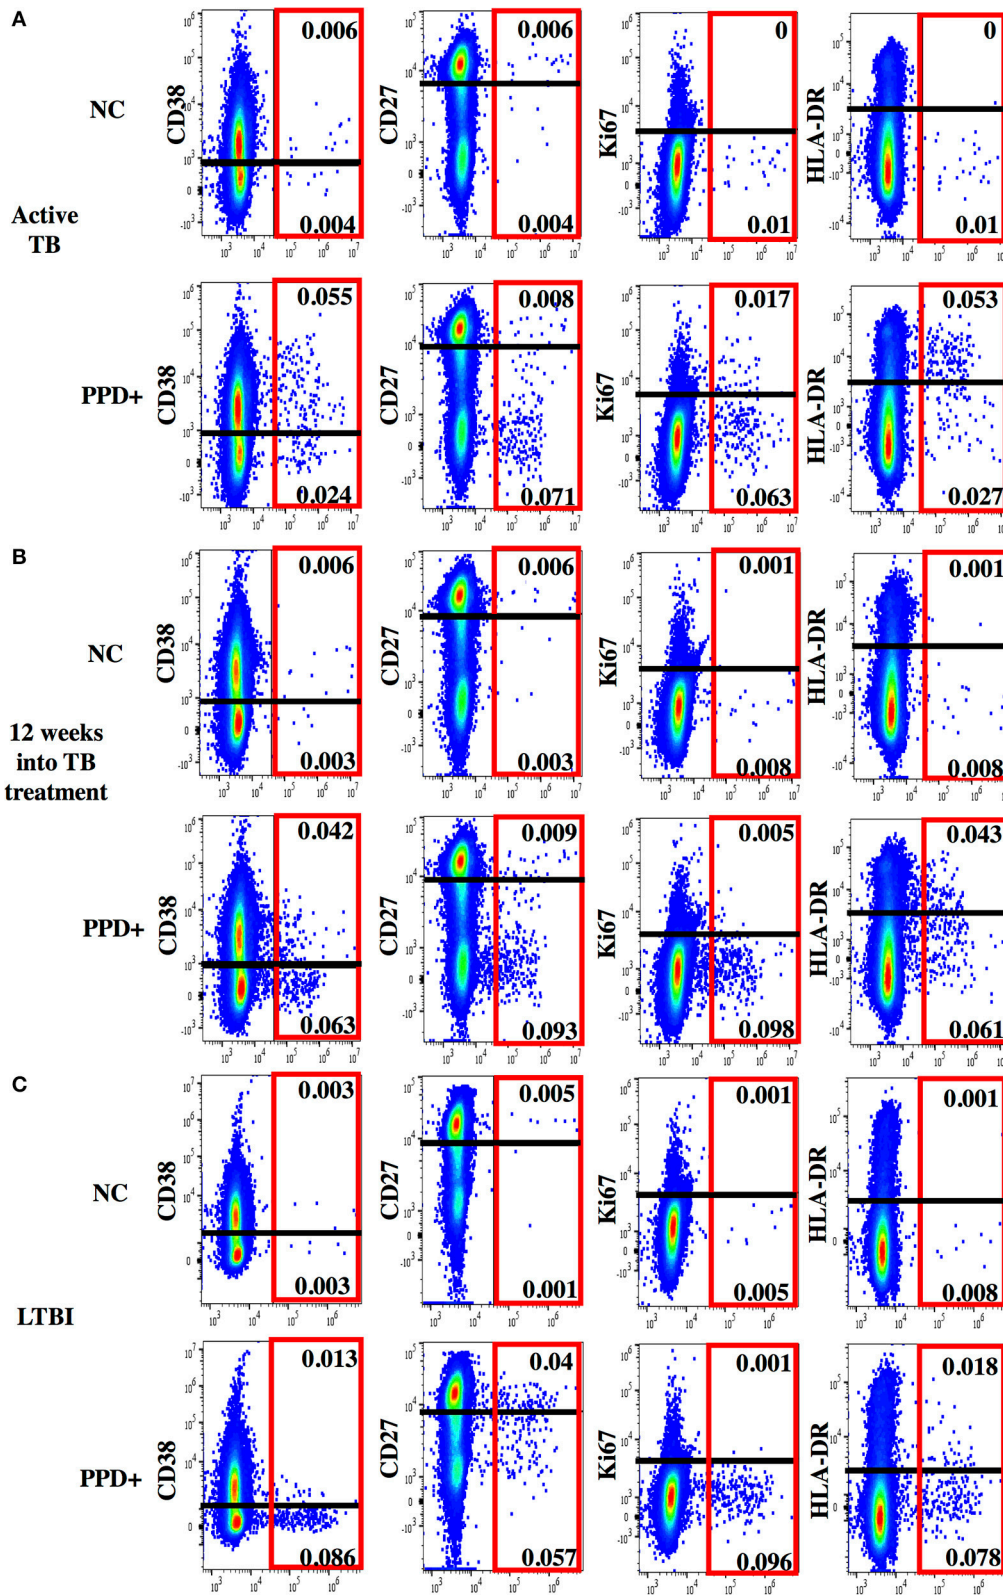 A
NC
CD38
0.006
0.004
CD27
0.006
0.004
Ki67
0
0.01
HLA-DR
0
0.01
Active
TB
PPD+
CD38
0.055
0.024
CD27
0.008
0.071
Ki67
0.017
0.063
HLA-DR
0.053
0.027
B
NC
CD38
0.006
0.003
CD27
0.006
0.003
Ki67
0.001
0.008
HLA-DR
0.001
0.008
12 weeks
into TB
treatment
PPD+
CD38
0.042
0.063
CD27
0.009
0.093
Ki67
0.005
0.098
HLA-DR
0.043
0.061
C
NC
CD38
0.003
0.003
CD27
0.005
0.001
Ki67
0.001
0.005
HLA-DR
0.001
0.008
LTBI
PPD+
CD38
0.013
0.086
CD27
0.04
0.057
Ki67
0.001
0.096
HLA-DR
0.018
0.078